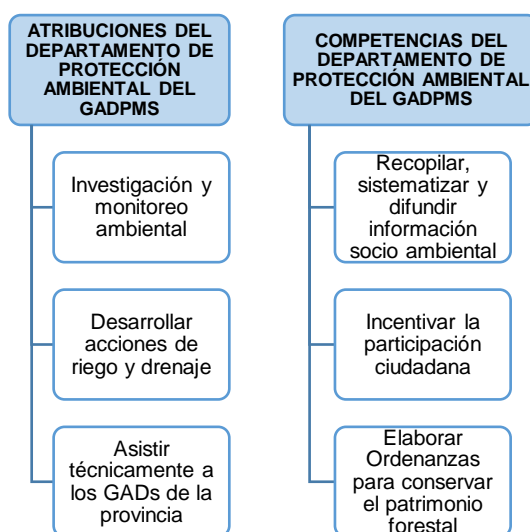 ATRIBUCIONES DEL
DEPARTAMENTO DE
PROTECCIÓN
AMBIENTAL DEL
GADPMS
Investigación y
monitoreo
ambiental
Desarrollar
acciones de
riego y drenaje
Asistir
técnicamente a
los GADs de la
provincia
COMPETENCIAS DEL
DEPARTAMENTO DE
PROTECCIÓN AMBIENTAL
DEL GADPMS
Recopilar,
sistematizar y
difundir
información
socio ambiental
Incentivar la
participación
ciudadana
Elaborar
Ordenanzas
para conservar
el patrimonio
forestal